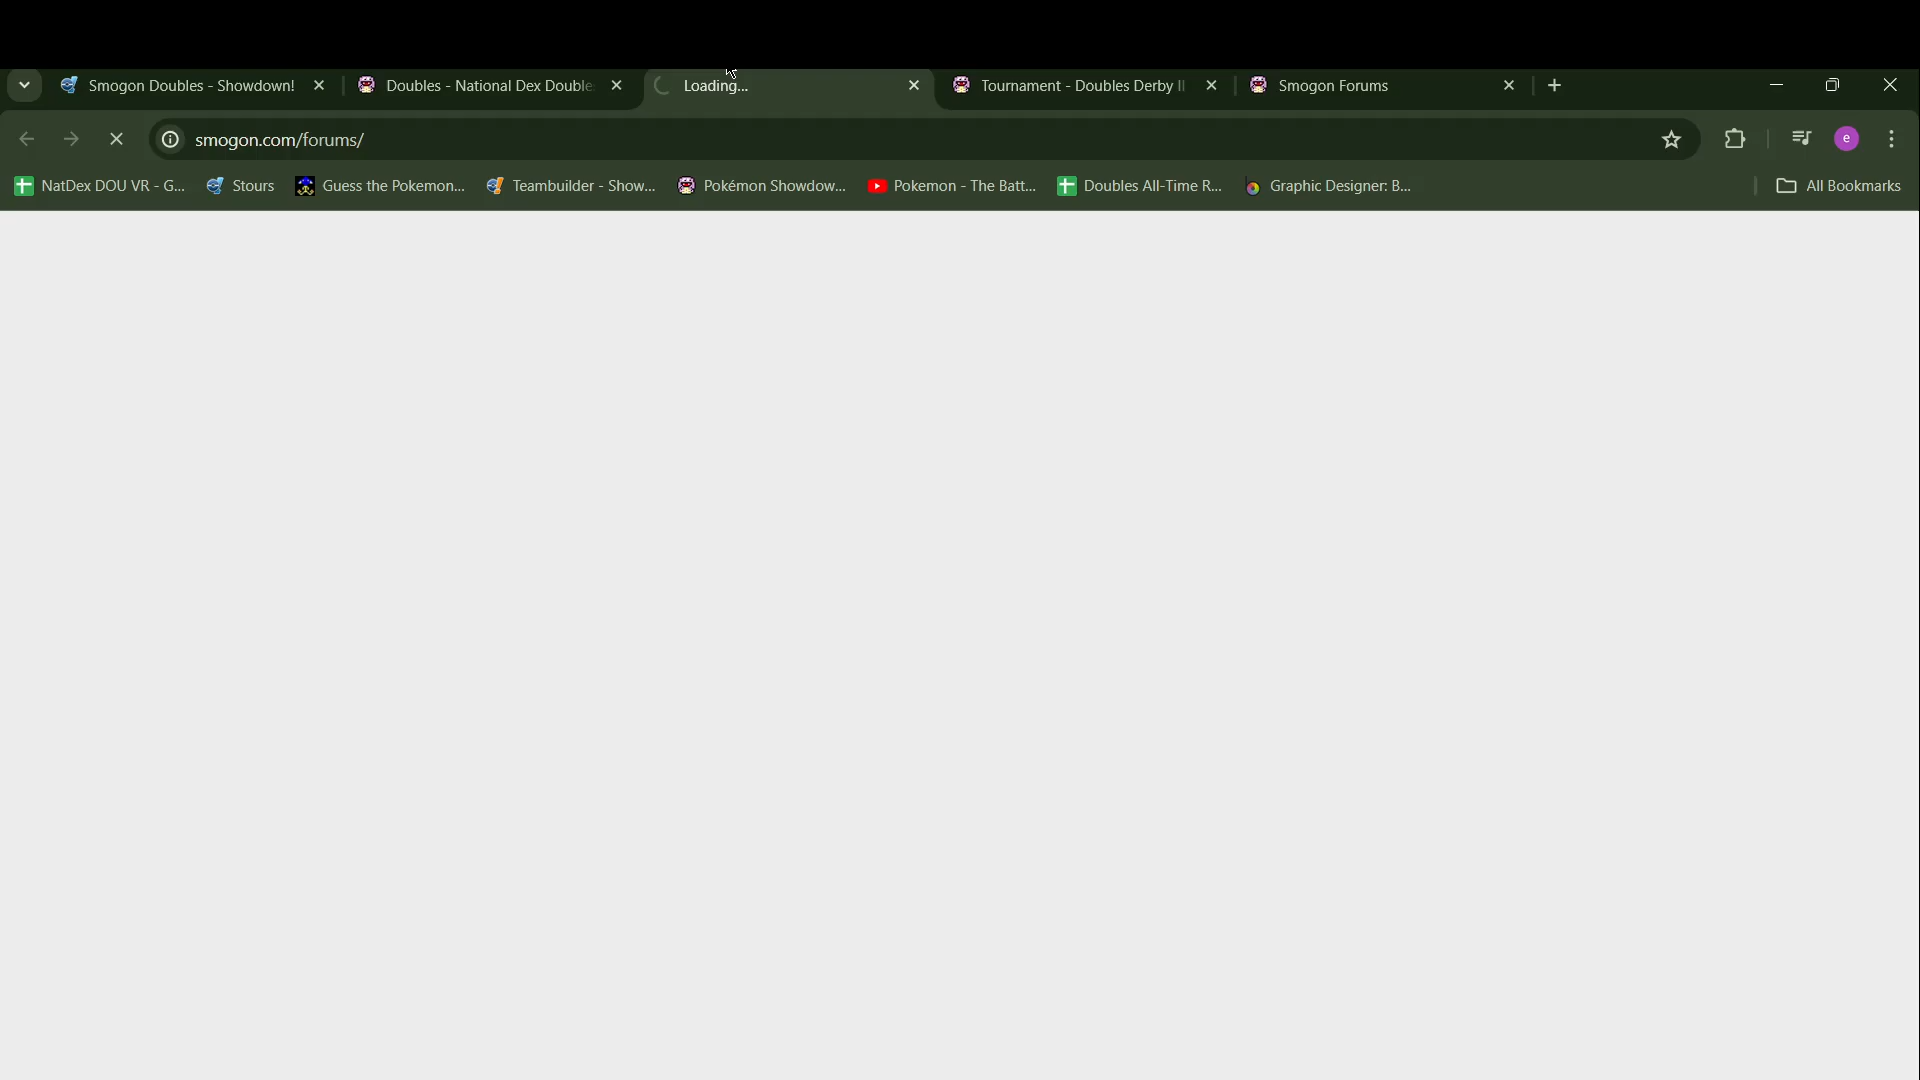 Smogon Doubles - Showdown!
Doubles - National Dex Double
Loading...
Tournament - Doubles Derby II
Smogon Forums
smogon.com/forums/
e
NatDex DOU VR - G...
Stours
Guess the Pokemon...
Teambuilder - Show...
Pokémon Showdow...
Pokemon - The Batt...
Doubles All-Time R...
Graphic Designer: B...
All Bookmarks